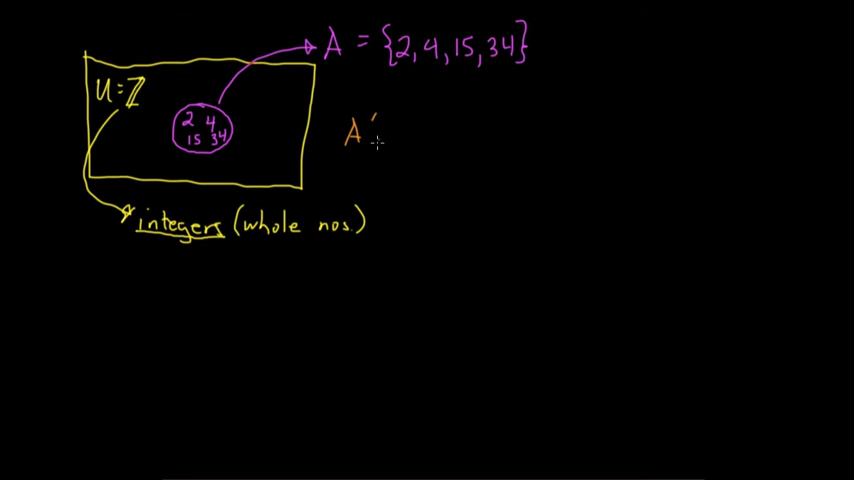 A = {2, 4, 15, 34}
U = ℤ
2 4
15 34
A′
integers (whole nos.)